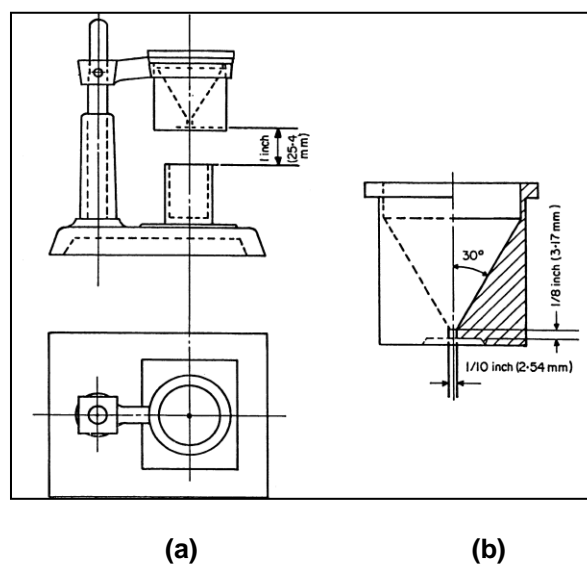 1 inch
(25·4
mm)
30°
1/8 inch (3·17 mm)
1/10 inch (2·54 mm)
(a)
(b)